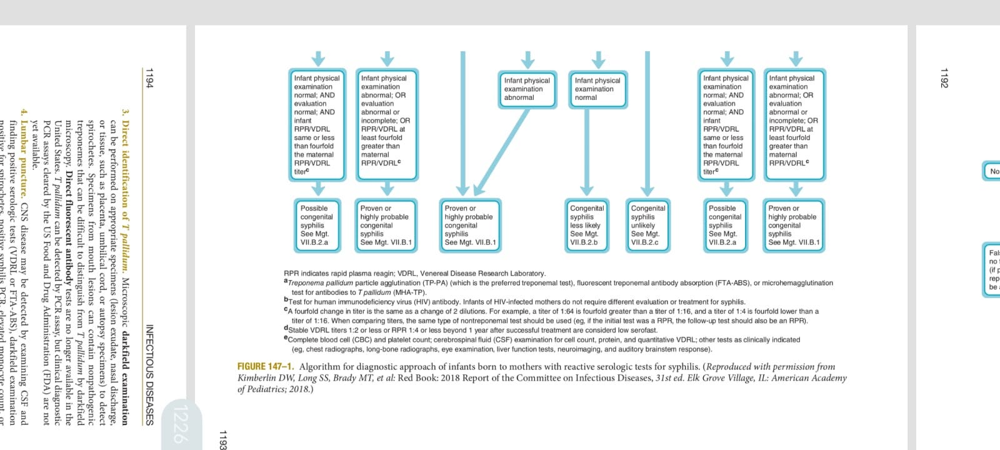 1194
INFECTIOUS DISEASES
3. Direct identification of T pallidum. Microscopic darkfield examination
can be performed on appropriate specimens (lesion exudate, nasal discharge,
or tissue, such as placenta, umbilical cord, or autopsy specimens) to detect
spirochetes. Specimens from mouth lesions can contain nonpathogenic
treponemes that can be difficult to distinguish from T pallidum by darkfield
microscopy. Direct fluorescent antibody tests are no longer available in the
United States. T pallidum can be detected by PCR assay, but clinical diagnostic
PCR assays cleared by the US Food and Drug Administration (FDA) are not
yet available.
4. Lumbar puncture. CNS disease may be detected by examining CSF and
finding positive serologic tests (VDRL or FTA-ABS), darkfield examination
positive for spirochetes, positive syphilis PCR, elevated monocyte count, or
1226
Infant physical
examination
normal; AND
evaluation
normal; AND
infant
RPR/VDRL
same or less
than fourfold
the maternal
RPR/VDRL
titerc
Infant physical
examination
abnormal; OR
evaluation
abnormal or
incomplete; OR
RPR/VDRL at
least fourfold
greater than
maternal
RPR/VDRLc
Infant physical
examination
abnormal
Infant physical
examination
normal
Infant physical
examination
normal; AND
evaluation
normal; AND
infant
RPR/VDRL
same or less
than fourfold
the maternal
RPR/VDRL
titerc
Infant physical
examination
abnormal; OR
evaluation
abnormal or
incomplete; OR
RPR/VDRL at
least fourfold
greater than
maternal
RPR/VDRLc
Possible
congenital
syphilis
See Mgt.
VII.B.2.a
Proven or
highly probable
congenital
syphilis
See Mgt. VII.B.1
Proven or
highly probable
congenital
syphilis
See Mgt. VII.B.1
Congenital
syphilis
less likely
See Mgt.
VII.B.2.b
Congenital
syphilis
unlikely
See Mgt.
VII.B.2.c
Possible
congenital
syphilis
See Mgt.
VII.B.2.a
Proven or
highly probable
congenital
syphilis
See Mgt. VII.B.1
RPR indicates rapid plasma reagin; VDRL, Venereal Disease Research Laboratory.
aTreponema pallidum particle agglutination (TP-PA) (which is the preferred treponemal test), fluorescent treponemal antibody absorption (FTA-ABS), or microhemagglutination
test for antibodies to T pallidum (MHA-TP).
bTest for human immunodeficiency virus (HIV) antibody. Infants of HIV-infected mothers do not require different evaluation or treatment for syphilis.
cA fourfold change in titer is the same as a change of 2 dilutions. For example, a titer of 1:64 is fourfold greater than a titer of 1:16, and a titer of 1:4 is fourfold lower than a
titer of 1:16. When comparing titers, the same type of nontreponemal test should be used (eg, if the initial test was a RPR, the follow-up test should also be an RPR).
dStable VDRL titers 1:2 or less or RPR 1:4 or less beyond 1 year after successful treatment are considerd low serofast.
eComplete blood cell (CBC) and platelet count; cerebrospinal fluid (CSF) examination for cell count, protein, and quantitative VDRL; other tests as clinically indicated
(eg, chest radiographs, long-bone radiographs, eye examination, liver function tests, neuroimaging, and auditory brainstem response).
FIGURE 147–1. Algorithm for diagnostic approach of infants born to mothers with reactive serologic tests for syphilis. (Reproduced with permission from
Kimberlin DW, Long SS, Brady MT, et al: Red Book: 2018 Report of the Committee on Infectious Diseases, 31st ed. Elk Grove Village, IL: American Academy
of Pediatrics; 2018.)
1193
1192
No
Fal
no
(if p
rep
be